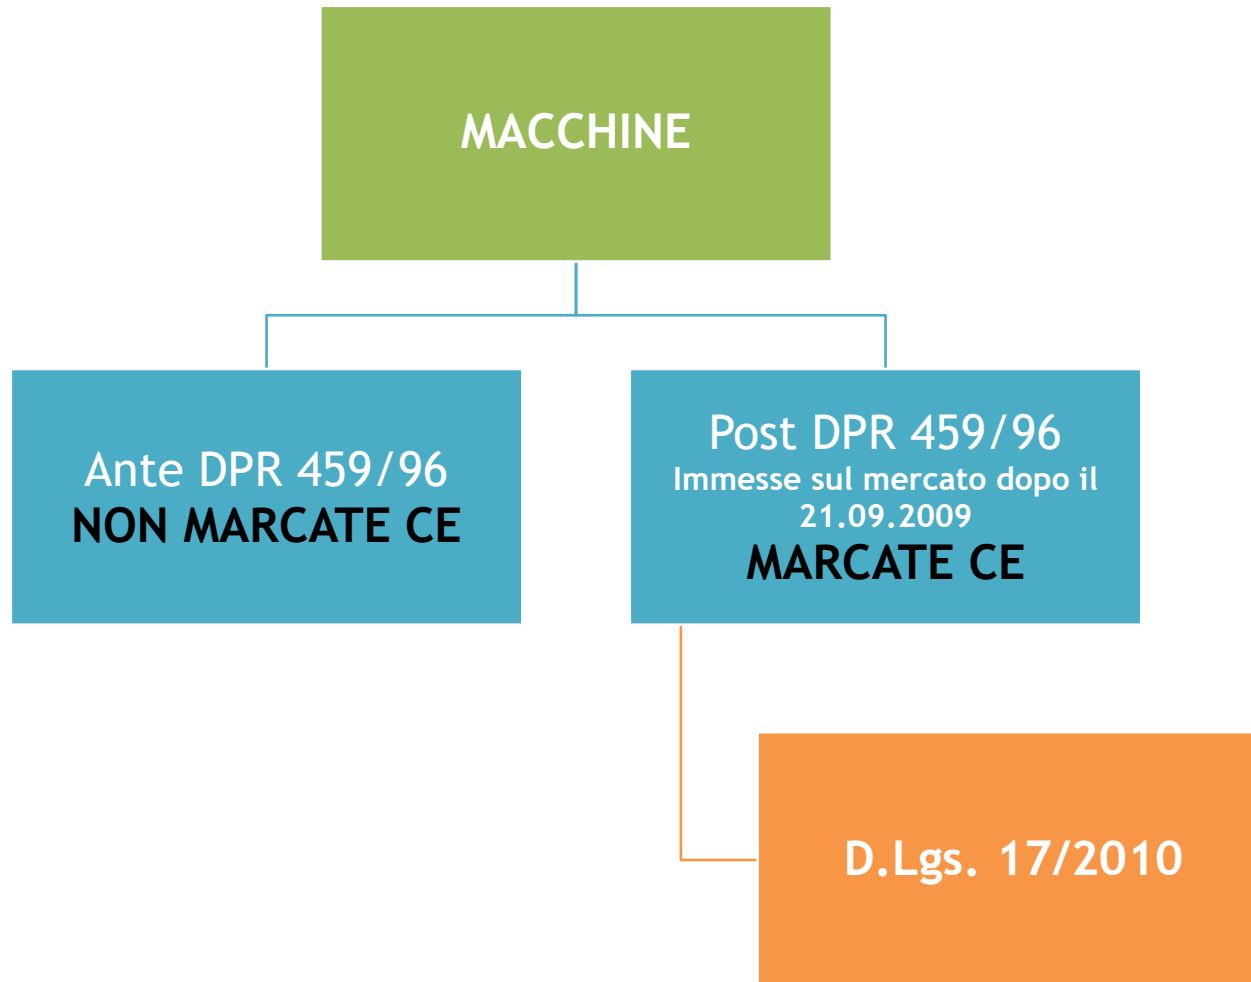 MACCHINE
Ante DPR 459/96
NON MARCATE CE
Post DPR 459/96
Immesse sul mercato dopo il
21.09.2009
MARCATE CE
D.Lgs. 17/2010